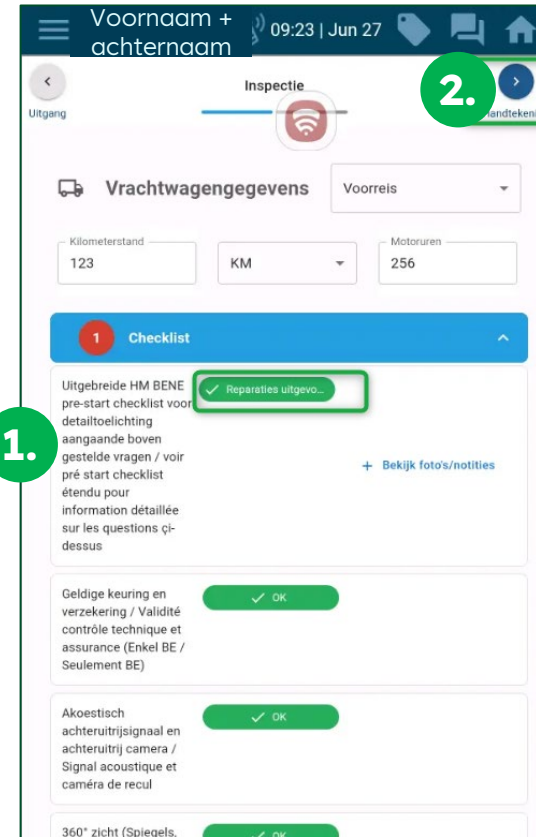 Voornaam +
achternaam
09:23 | Jun 27
Inspectie
2.
Uitgang
Handtekeni
Vrachtwagengegevens
Voorreis
Kilometerstand
Motoruren
123
KM
256
1
Checklist
Uitgebreide HM BENE
pre-start checklist voor
detailtoelichting
aangaande boven
gestelde vragen / voir
pré start checklist
étendu pour
information détaillée
sur les questions çi-
dessus
Reparaties uitgevo...
1.
+ Bekijk foto's/notities
Geldige keuring en
verzekering / Validité
contrôle technique et
assurance (Enkel BE /
Seulement BE)
OK
Akoestisch
achteruitrijsignaal en
achteruitrij camera /
Signal acoustique et
caméra de recul
OK
360° zicht (Spiegels,
OK